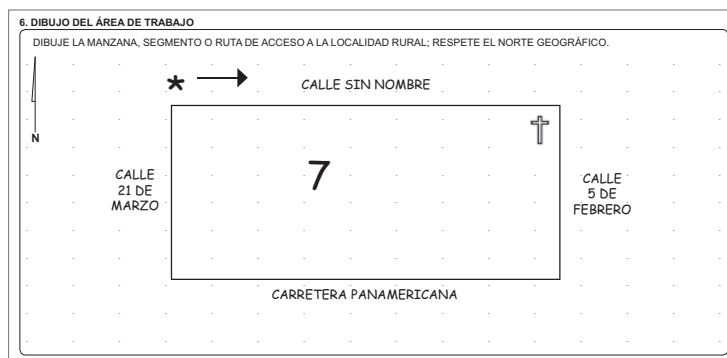 6. DIBUJO DEL ÁREA DE TRABAJO
DIBUJE LA MANZANA, SEGMENTO O RUTA DE ACCESO A LA LOCALIDAD RURAL; RESPETE EL NORTE GEOGRÁFICO.
*
CALLE SIN NOMBRE
N
CALLE
21 DE
MARZO
7
CALLE
5 DE
FEBRERO
CARRETERA PANAMERICANA